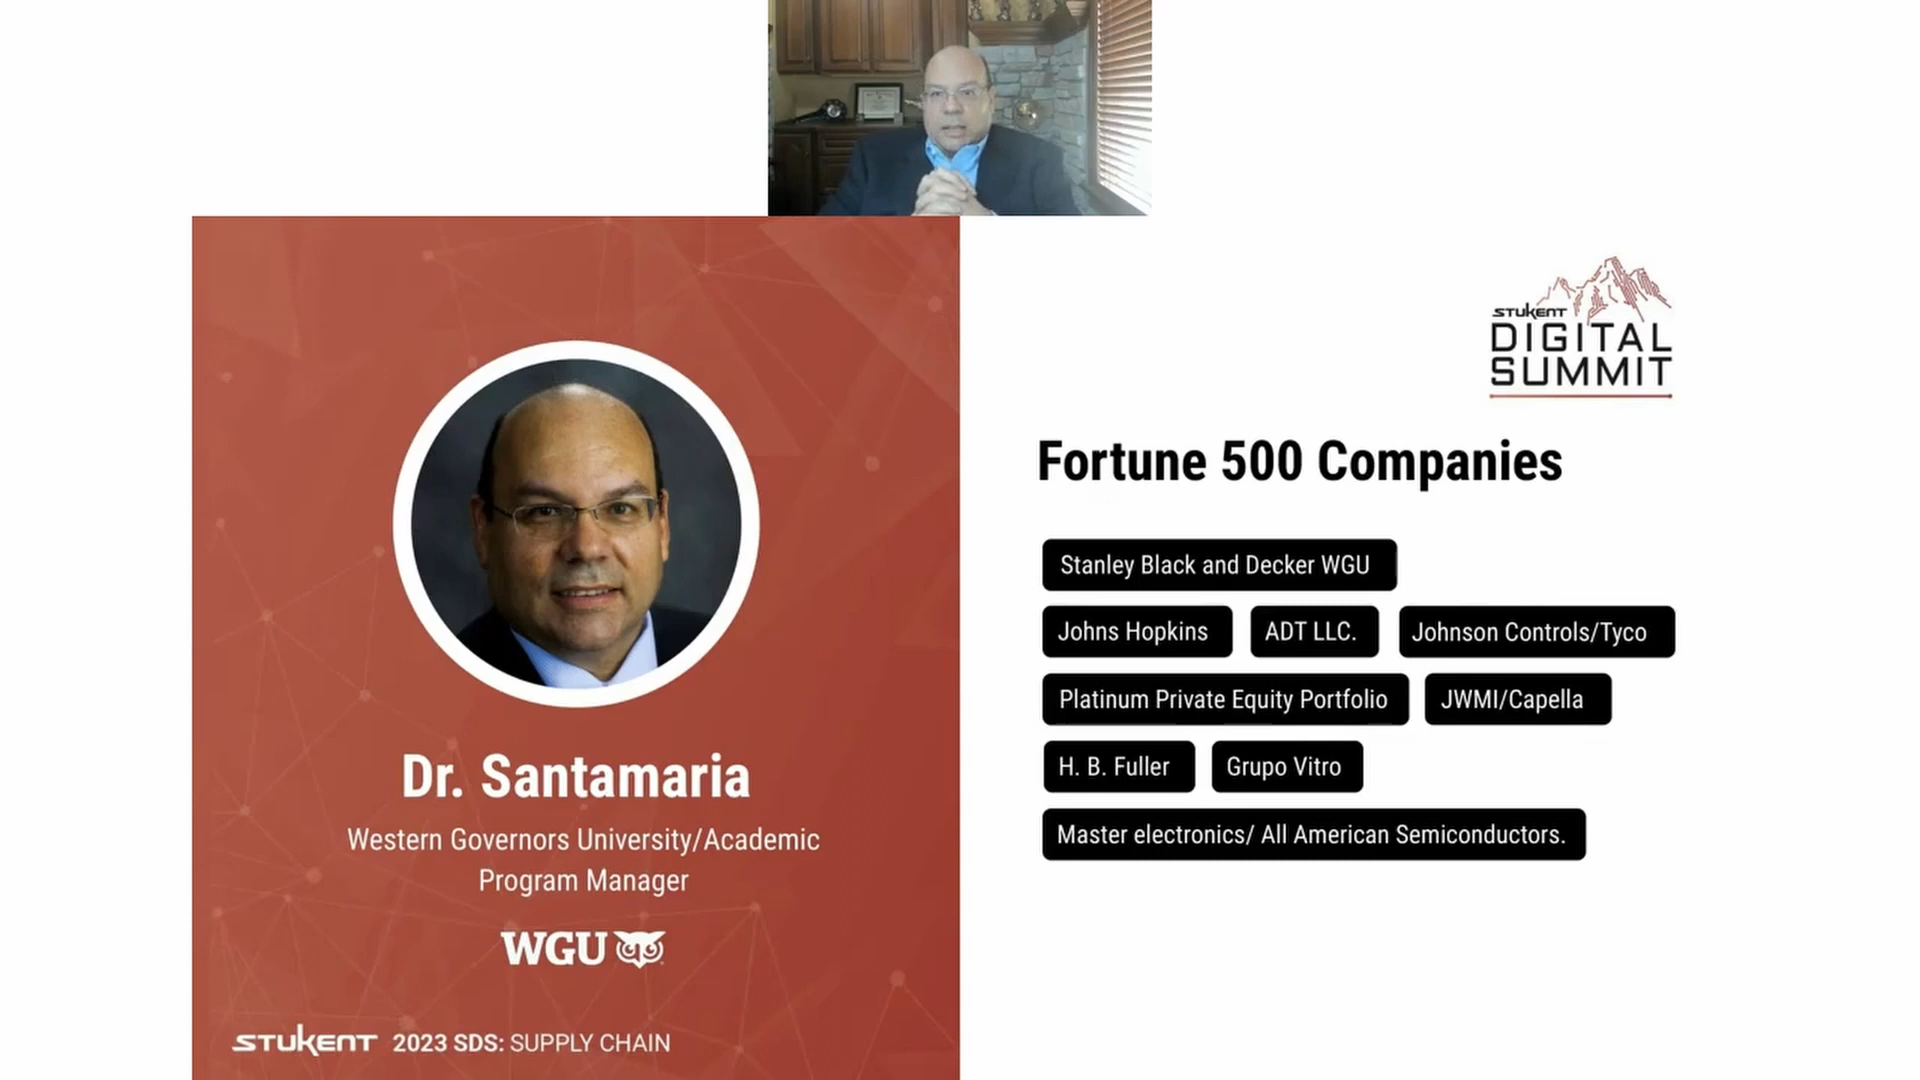 STUKENT
DIGITAL
SUMMIT
Fortune 500 Companies
Stanley Black and Decker WGU
Johns Hopkins
ADT LLC.
Johnson Controls/Tyco
Platinum Private Equity Portfolio
JWMI/Capella
H. B. Fuller
Grupo Vitro
Master electronics/ All American Semiconductors.
Dr. Santamaria
Western Governors University/Academic
Program Manager
WGU
STUKENT 2023 SDS: SUPPLY CHAIN